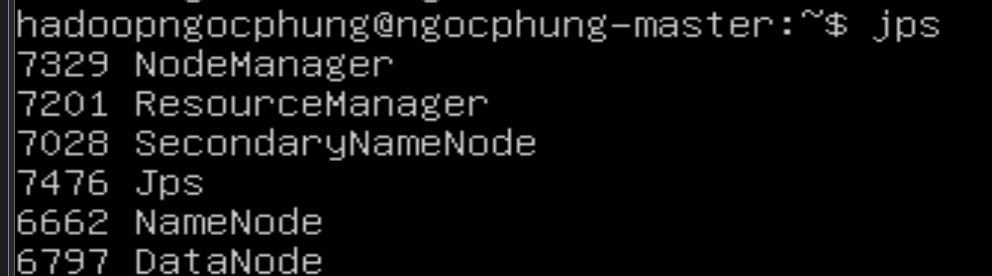 hadoopngocphung@ngocphung-master:~$ jps
7329 NodeManager
7201 ResourceManager
7028 SecondaryNameNode
7476 Jps
6662 NameNode
6797 DataNode